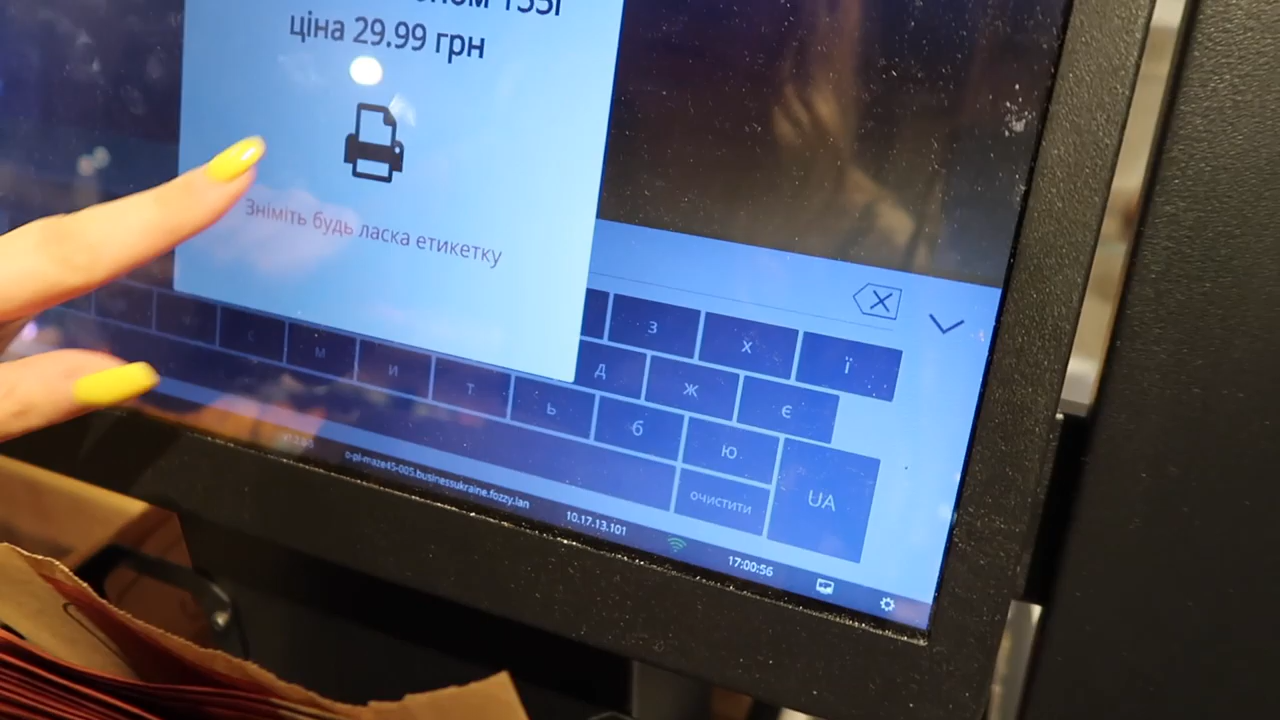 155г
ціна 29.99 грн
Зніміть будь ласка етикетку
з х ї
д ж є
с м и т ь б ю
очистити UA
o-pl-maze45-005.businessukraine.fozzy.lan 10.17.13.101 17:00:56